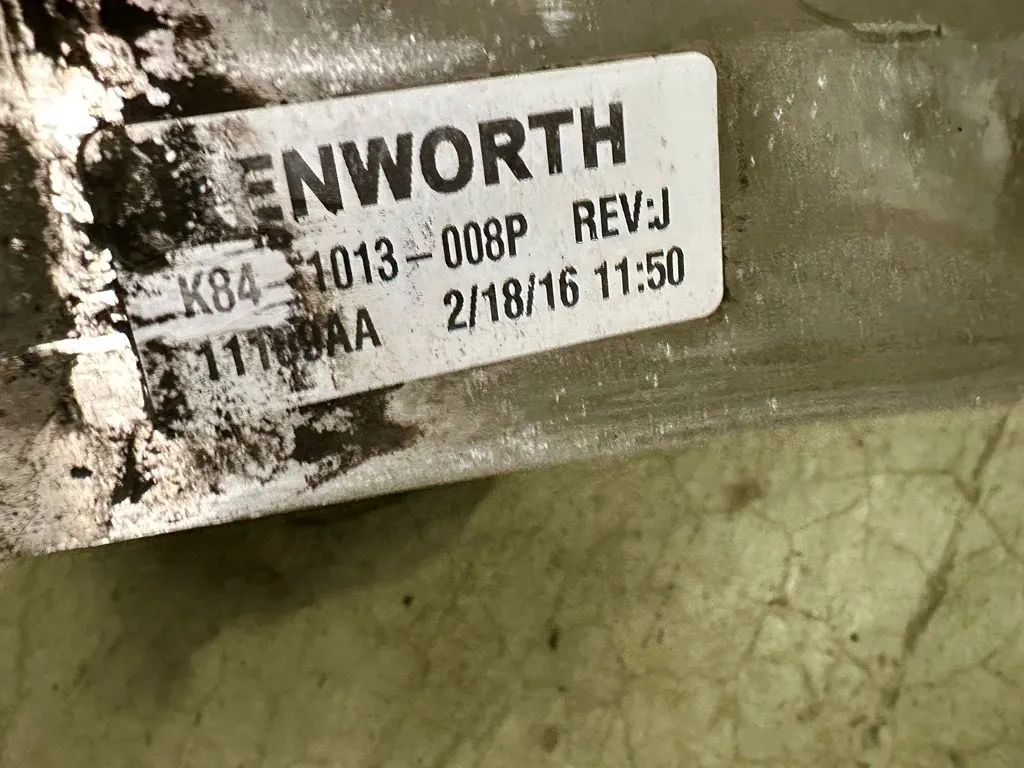 ENWORTH
K84-1013-008P REV:J
2/18/16 11:50